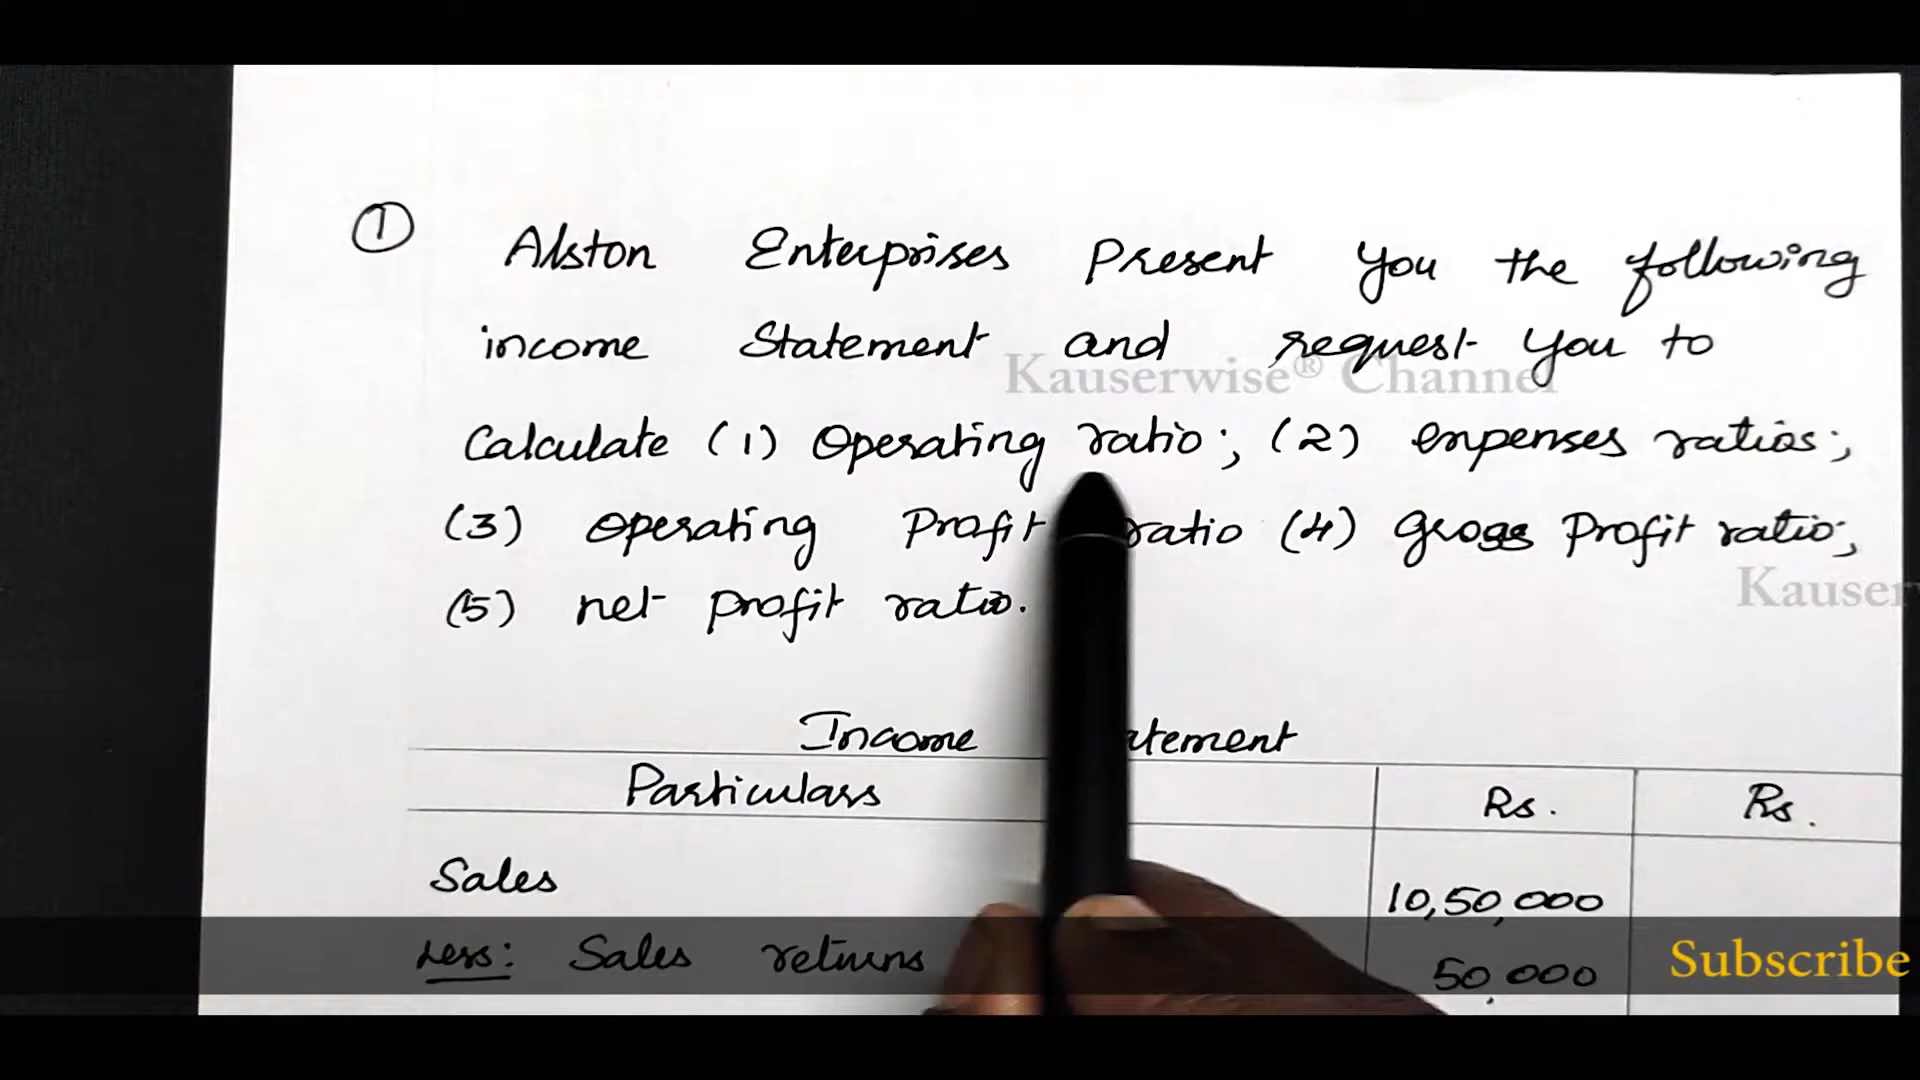 1
Alston Enterprises Present You the following
income Statement and request You to
Kauserwise® Channel
Calculate (1) Operating ratio; (2) expenses ratios;
(3) Operating Profit ratio (4) Gross Profit ratio;
Kauser
(5) net profit ratio.
Income
Particulars Rs. Rs.
Sales 10,50,000
Less: Sales returns 50,000
Subscribe